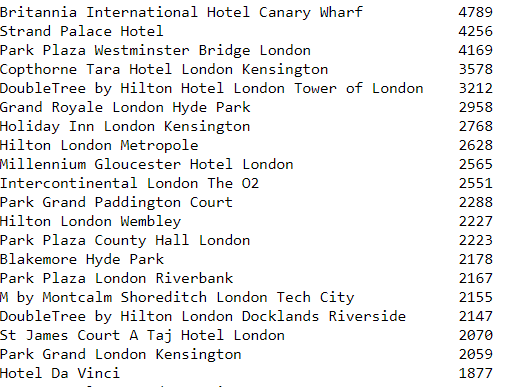 Britannia International Hotel Canary Wharf 4789
Strand Palace Hotel 4256
Park Plaza Westminster Bridge London 4169
Copthorne Tara Hotel London Kensington 3578
DoubleTree by Hilton Hotel London Tower of London 3212
Grand Royale London Hyde Park 2958
Holiday Inn London Kensington 2768
Hilton London Metropole 2628
Millennium Gloucester Hotel London 2565
Intercontinental London The O2 2551
Park Grand Paddington Court 2288
Hilton London Wembley 2227
Park Plaza County Hall London 2223
Blakemore Hyde Park 2178
Park Plaza London Riverbank 2167
M by Montcalm Shoreditch London Tech City 2155
DoubleTree by Hilton London Docklands Riverside 2147
St James Court A Taj Hotel London 2070
Park Grand London Kensington 2059
Hotel Da Vinci 1877